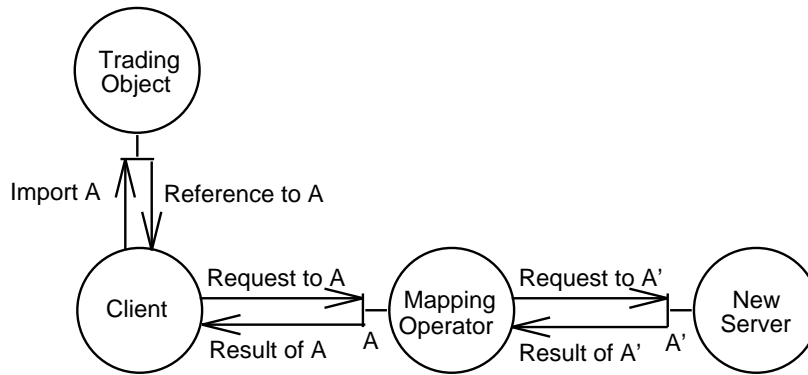 Trading
Object
Import A
Reference to A
Request to A
Request to A’
Client
Mapping
Operator
New
Server
Result of A
A
Result of A’
A’